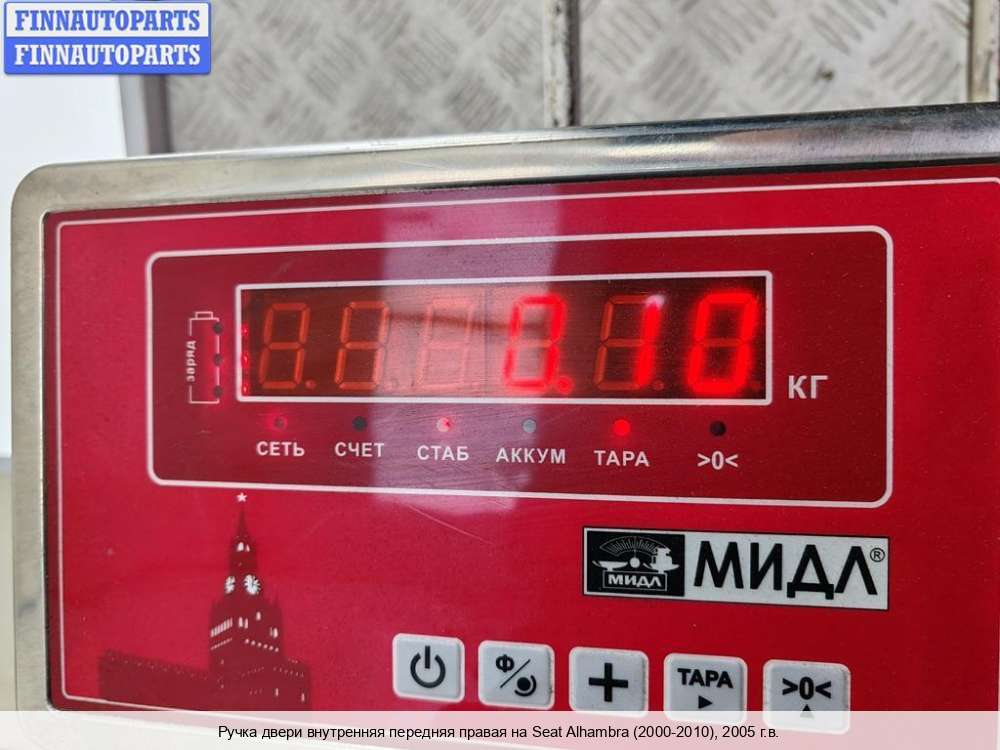 FINNAUTOPARTS
FINNAUTOPARTS
заряд
0.10
КГ
СЕТЬ СЧЕТ СТАБ АККУМ ТАРА >0<
МИДЛ
МИДЛ®
Ф
+
ТАРА
>0<
Ручка двери внутренняя передняя правая на Seat Alhambra (2000-2010), 2005 г.в.